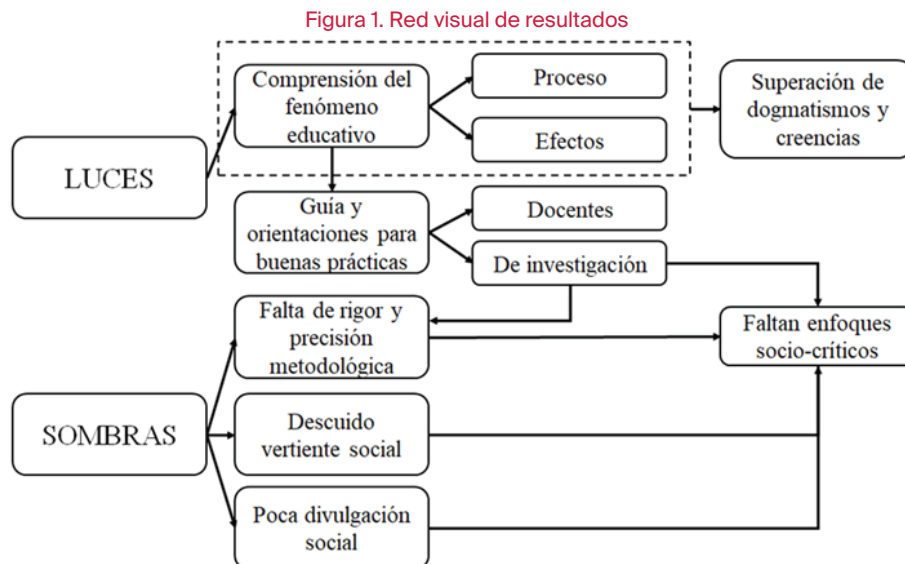 Figura 1. Red visual de resultados
Comprensión del
fenómeno
educativo
Proceso
Efectos
Superación de
dogmatismos y
creencias
LUCES
Guía y
orientaciones para
buenas prácticas
Docentes
De investigación
Falta de rigor y
precisión
metodológica
Faltan enfoques
socio-críticos
SOMBRAS
Descuido
vertiente social
Poca divulgación
social